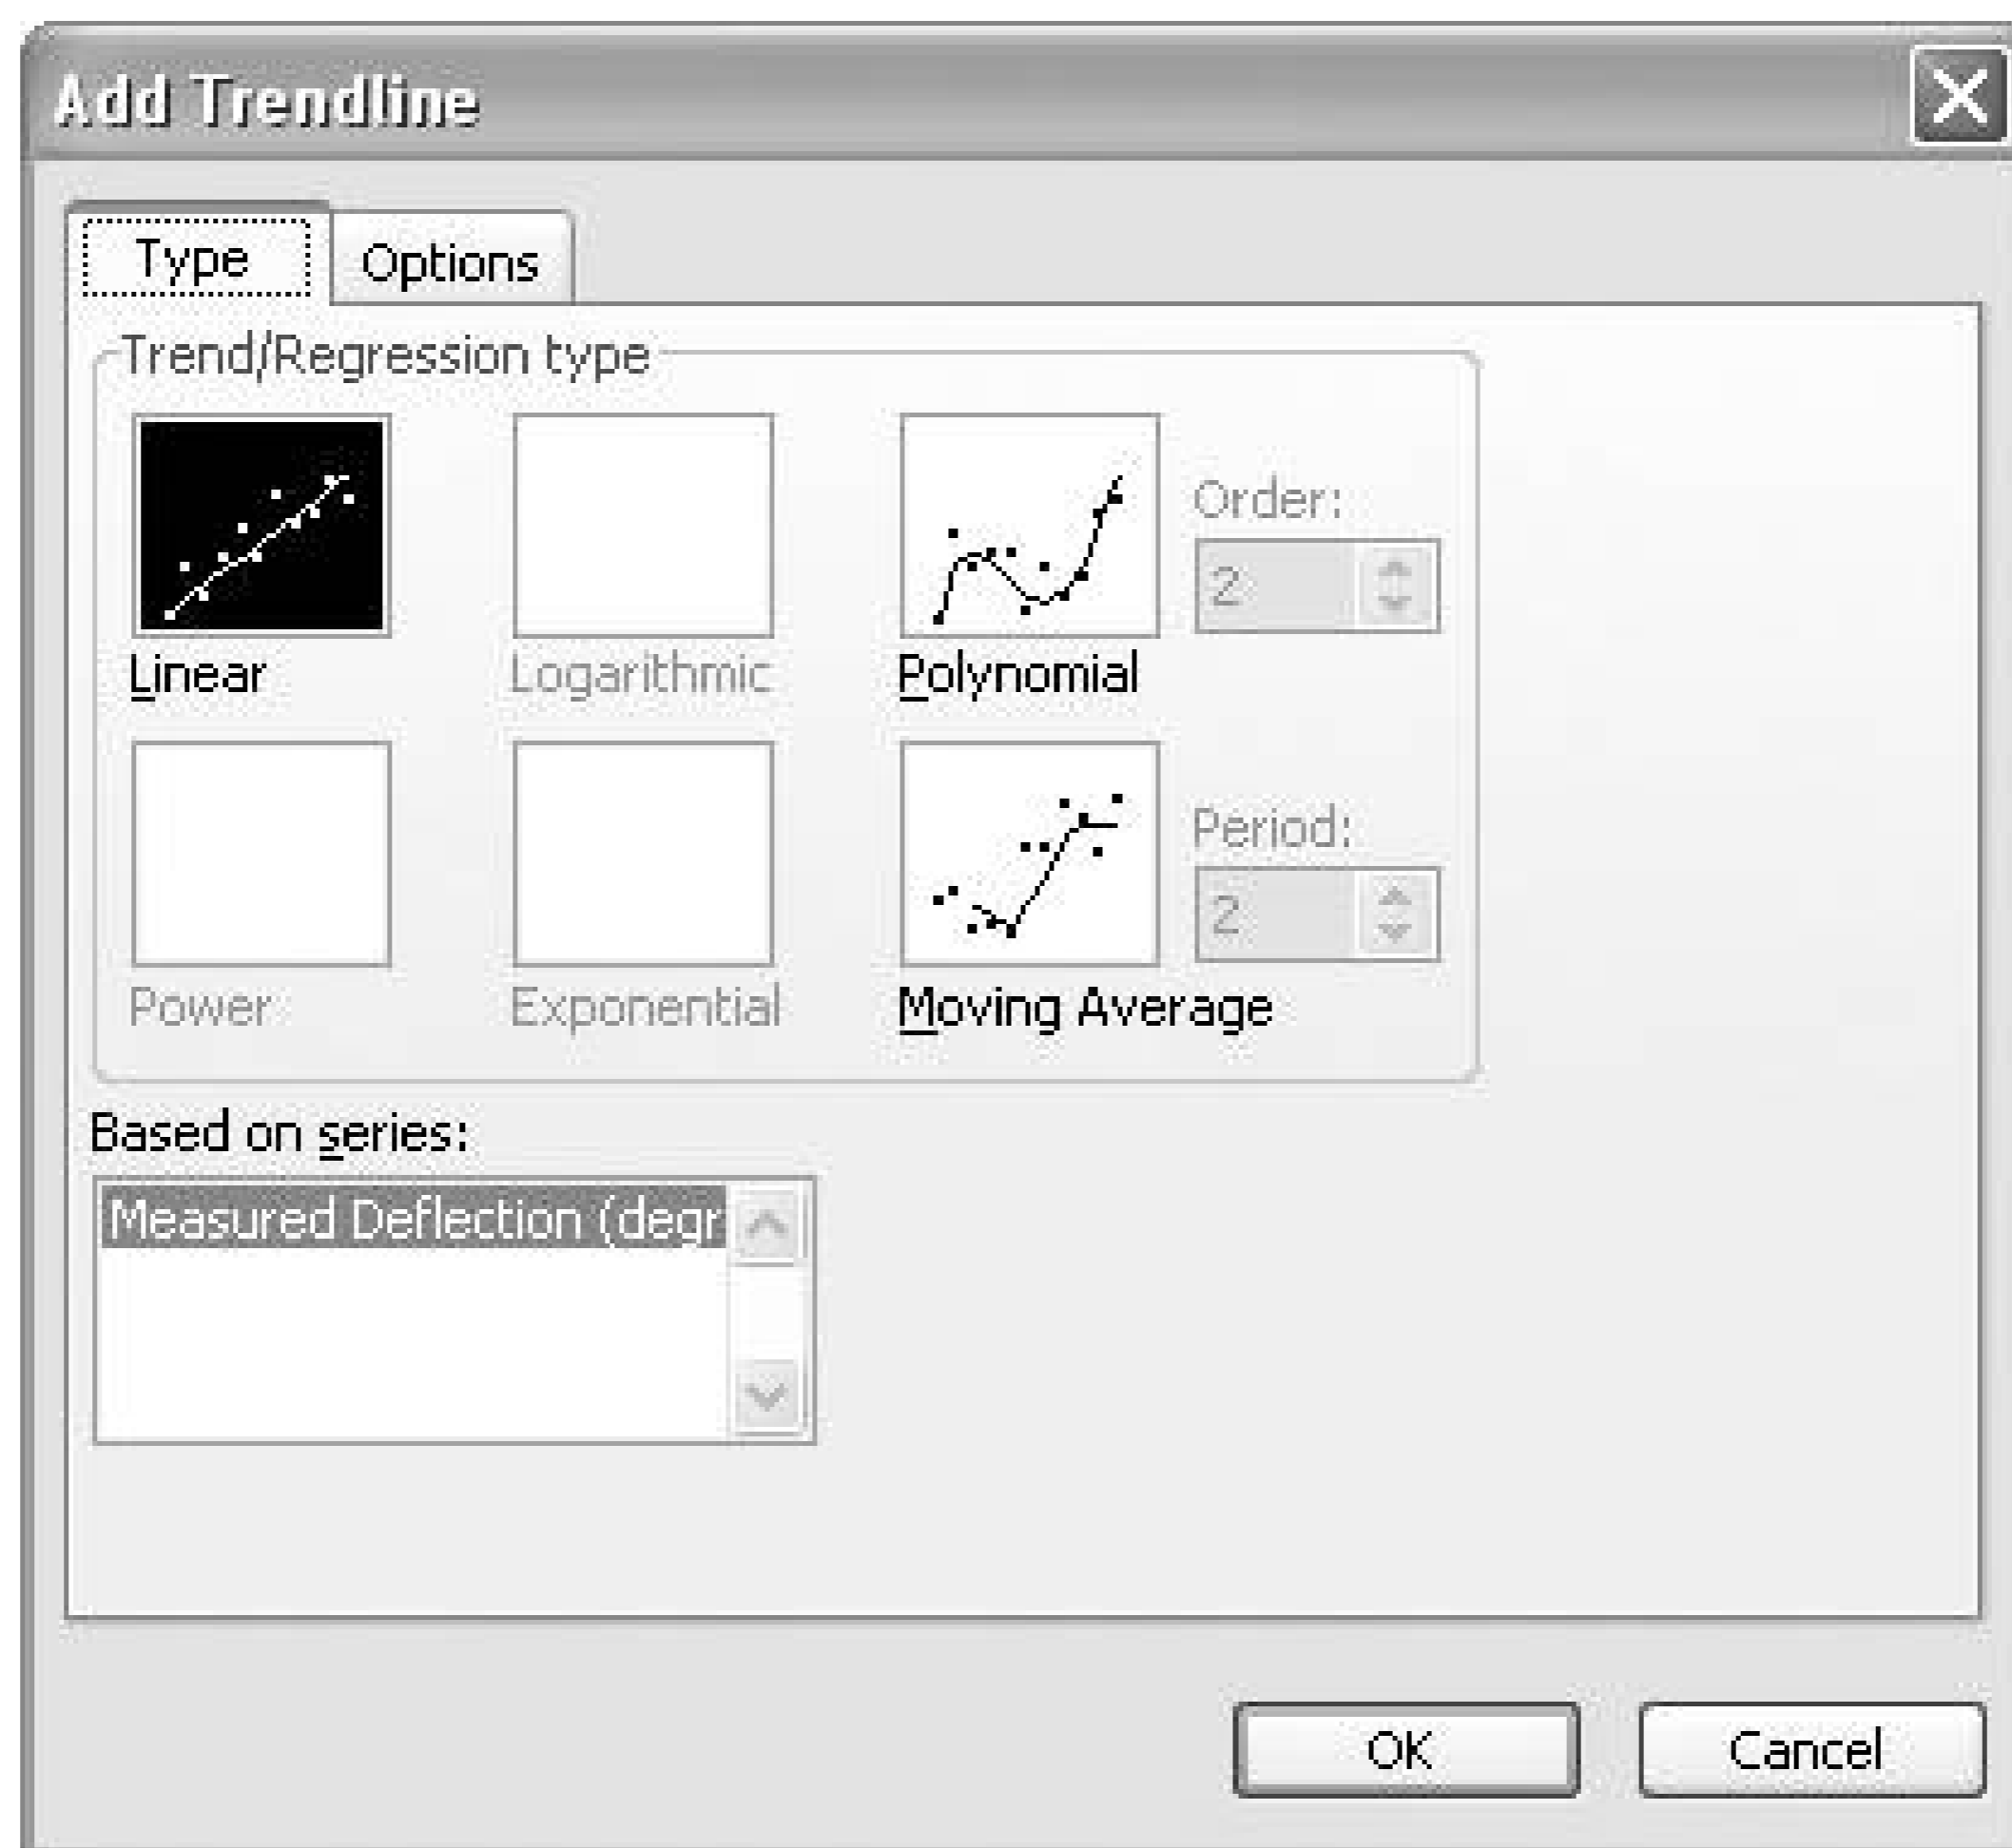 Add Trendline
Type Options
Trend/Regression type
Order:
2
Linear Logarithmic Polynomial
Period:
2
Power Exponential Moving Average
Based on series:
Measured Deflection (degr
OK Cancel